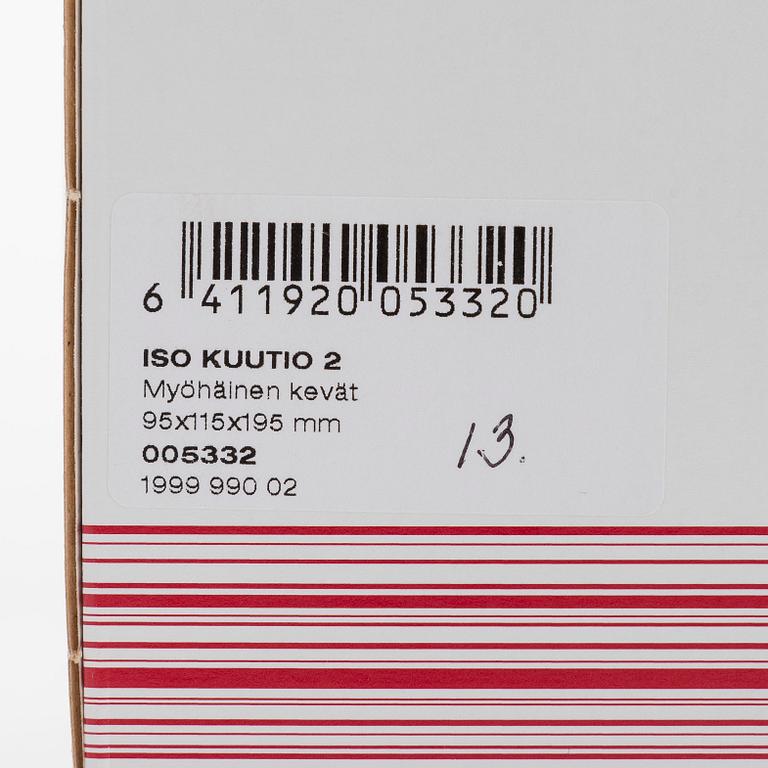 6 411920 053320
ISO KUUTIO 2
Myöhäinen kevät
95x115x195 mm
005332
1999 990 02
13.